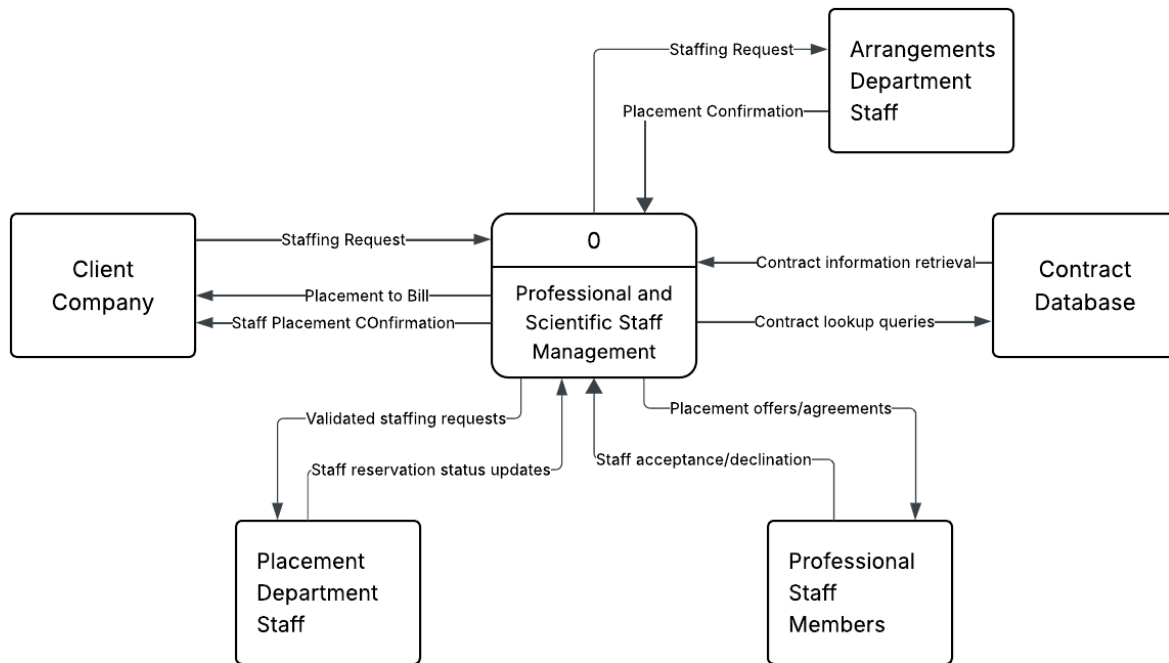 Staffing Request
Arrangements
Department
Staff
Placement Confirmation
Client
Company
Staffing Request
Placement to Bill
Staff Placement COnfirmation
0
Professional and
Scientific Staff
Management
Contract information retrieval
Contract lookup queries
Contract
Database
Validated staffing requests
Staff reservation status updates
Placement offers/agreements
Staff acceptance/declination
Placement
Department
Staff
Professional
Staff
Members